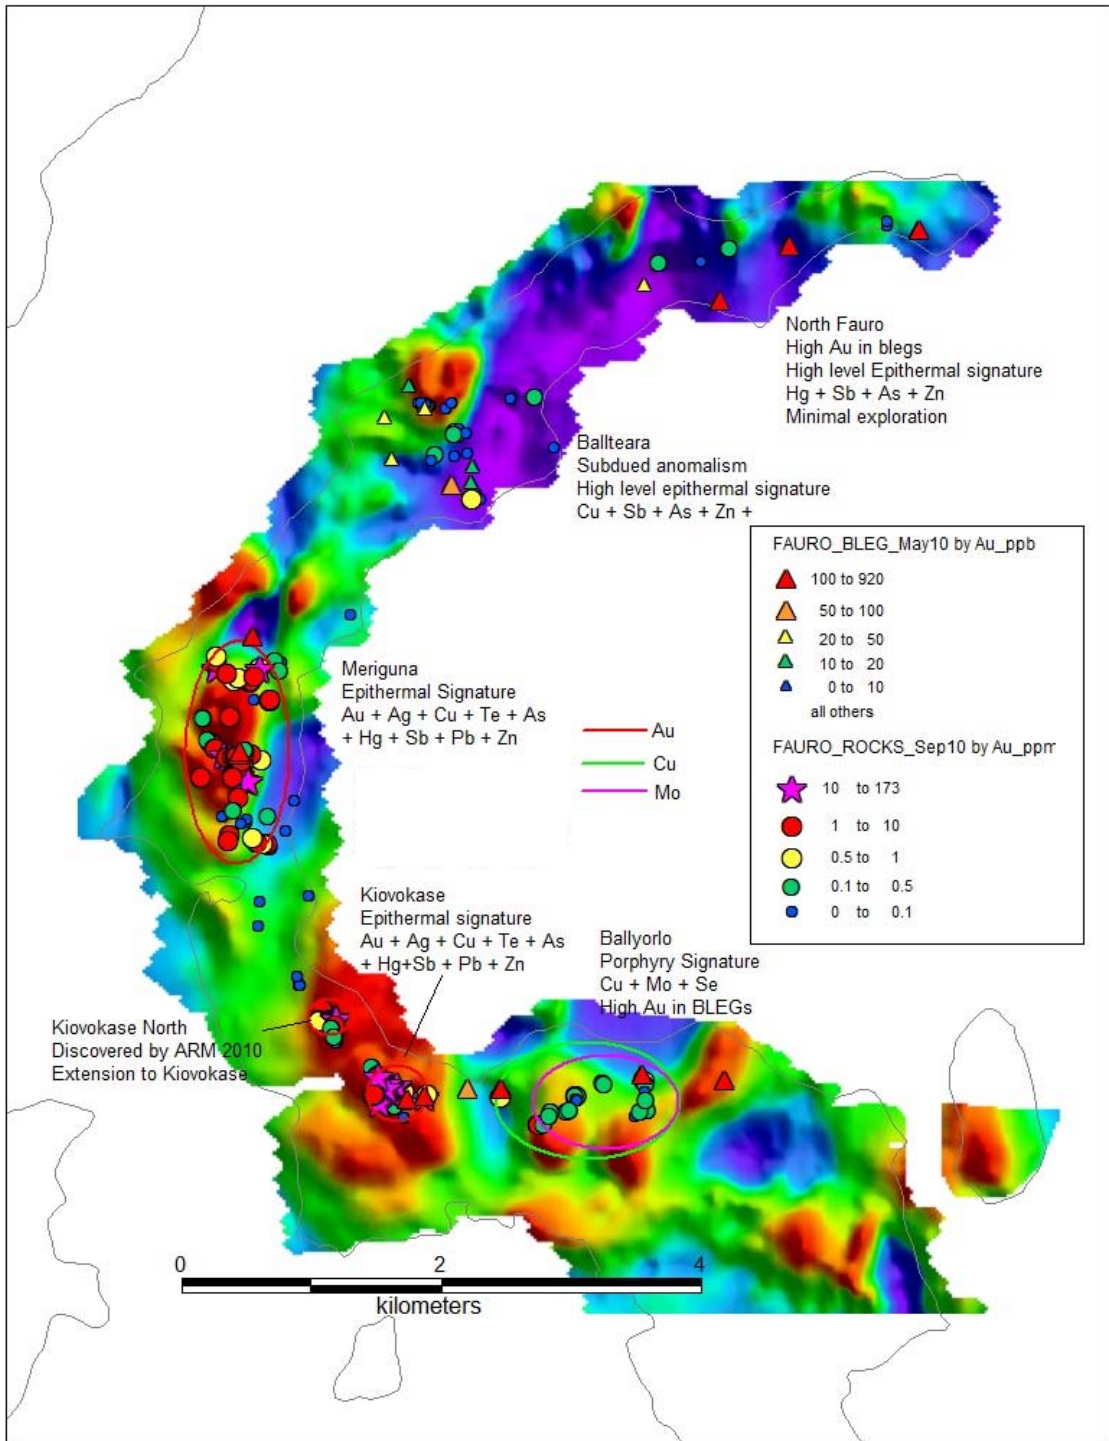 North Fauro
High Au in blegs
High level Epithermal signature
Hg + Sb + As + Zn
Minimal exploration
Ballteara
Subdued anomalism
High level epithermal signature
Cu + Sb + As + Zn +
FAURO_BLEG_May10 by Au_ppb
100 to 920
50 to 100
20 to 50
10 to 20
0 to 10
all others
FAURO_ROCKS_Sep10 by Au_ppm
10 to 173
1 to 10
0.5 to 1
0.1 to 0.5
0 to 0.1
Meriguna
Epithermal Signature
Au + Ag + Cu + Te + As
+ Hg + Sb + Pb + Zn
Au
Cu
Mo
Kiovokase
Epithermal signature
Au + Ag + Cu + Te + As
+ Hg+Sb + Pb + Zn
Ballyorlo
Porphyry Signature
Cu + Mo + Se
High Au in BLEGs
Kiovokase North
Discovered by ARM 2010
Extension to Kiovokase
0 2 4
kilometers